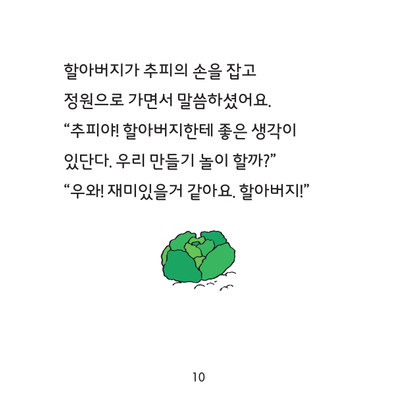 할아버지가 추피의 손을 잡고
정원으로 가면서 말씀하셨어요.
“추피야! 할아버지한테 좋은 생각이
있단다. 우리 만들기 놀이 할까?”
“우와! 재미있을거 같아요. 할아버지!”
10